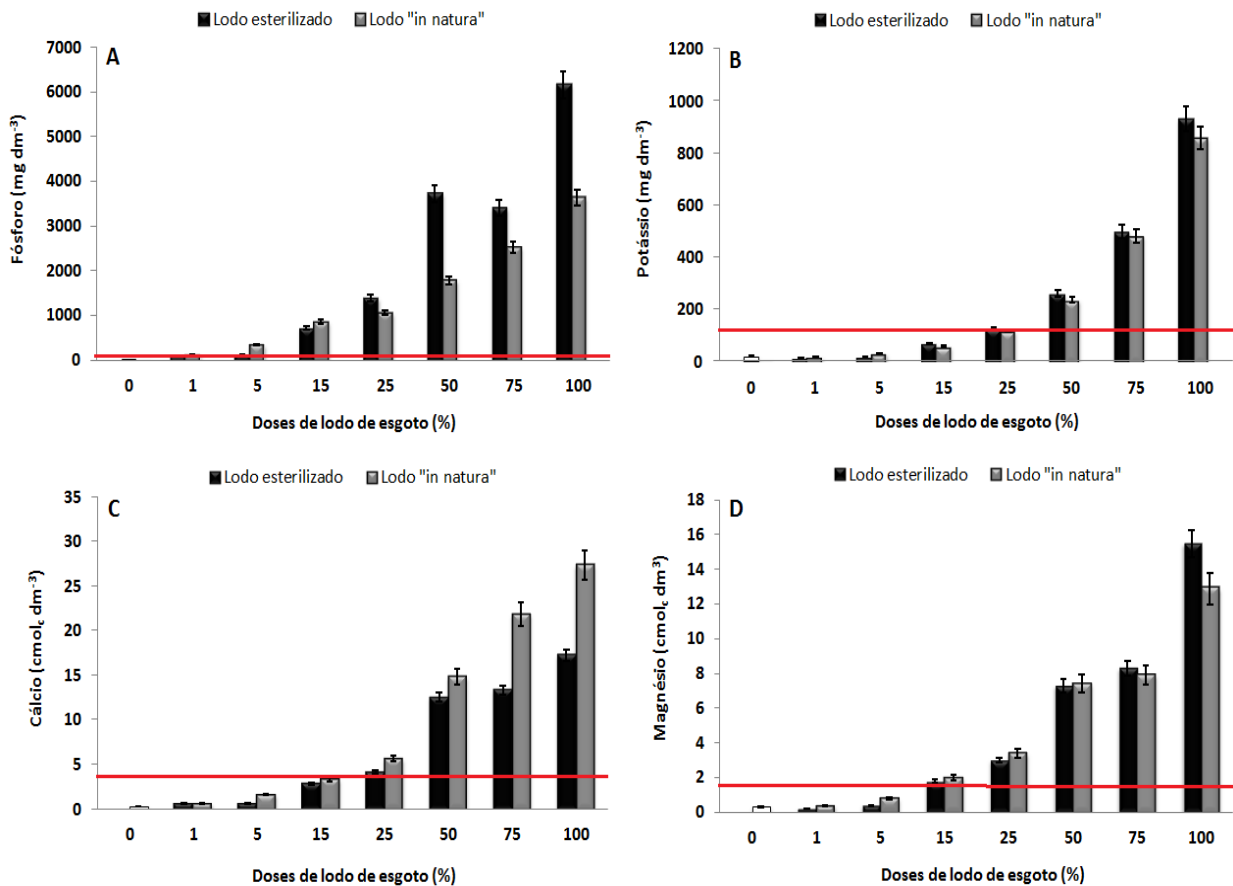 Lodo esterilizado Lodo "in natura"
A
Fósforo (mg dm⁻³)
7000
6000
5000
4000
3000
2000
1000
0
0 1 5 15 25 50 75 100
Doses de lodo de esgoto (%)
Lodo esterilizado Lodo "in natura"
B
Potássio (mg dm⁻³)
1200
1000
800
600
400
200
0
0 1 5 15 25 50 75 100
Doses de lodo de esgoto (%)
Lodo esterilizado Lodo "in natura"
C
Cálcio (cmolc dm⁻³)
35
30
25
20
15
10
5
0
0 1 5 15 25 50 75 100
Doses de lodo de esgoto (%)
Lodo esterilizado Lodo "in natura"
D
Magnésio (cmolc dm³)
18
16
14
12
10
8
6
4
2
0
0 1 5 15 25 50 75 100
Doses de lodo de esgoto (%)